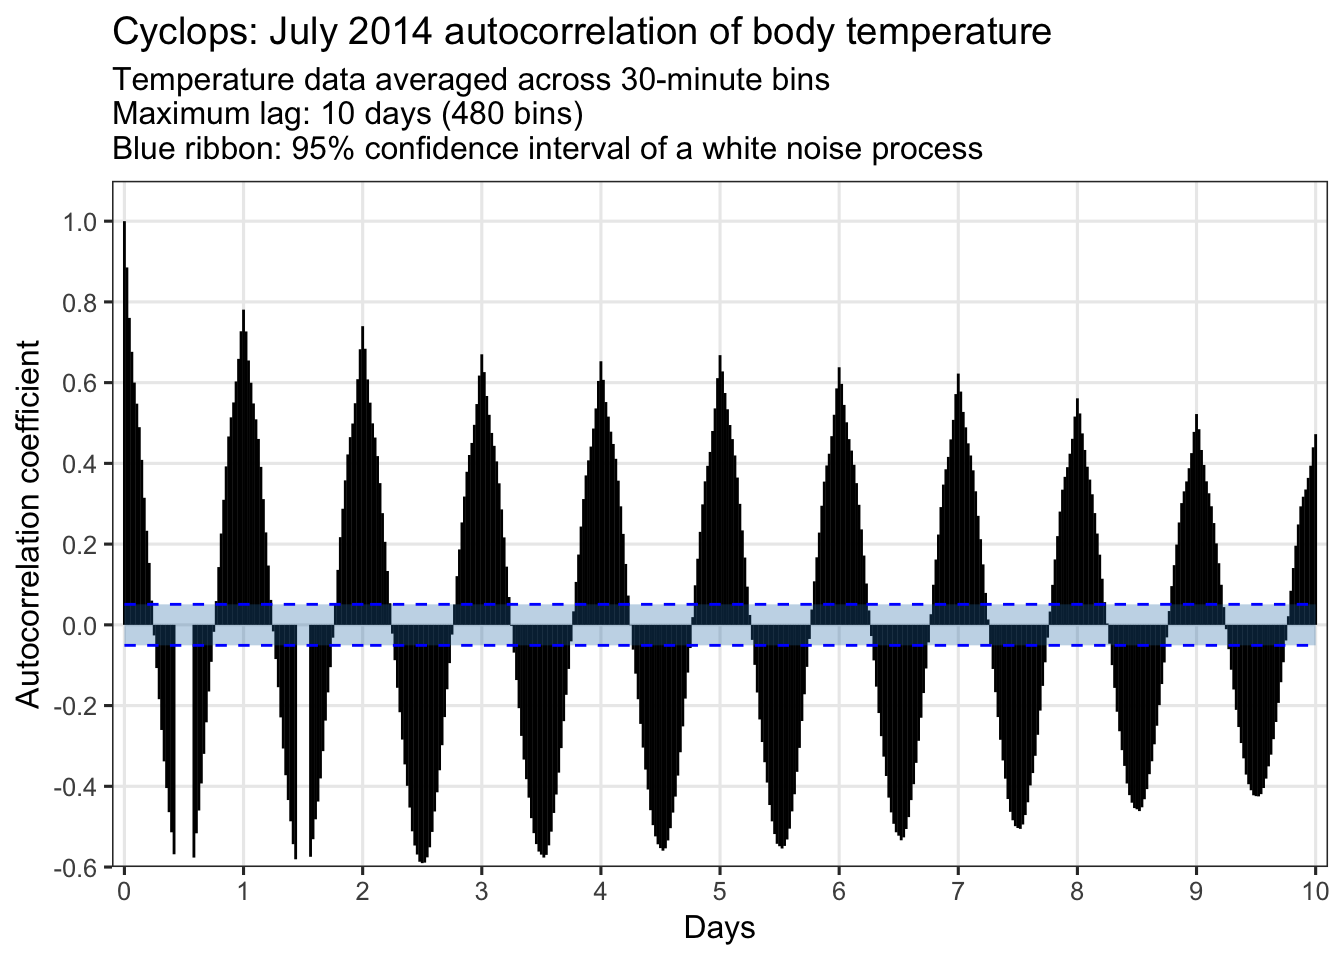 Cyclops: July 2014 autocorrelation of body temperature
Temperature data averaged across 30-minute bins
Maximum lag: 10 days (480 bins)
Blue ribbon: 95% confidence interval of a white noise process
Autocorrelation coefficient
1.0
0.8
0.6
0.4
0.2
0.0
-0.2
-0.4
-0.6
0 1 2 3 4 5 6 7 8 9 10
Days